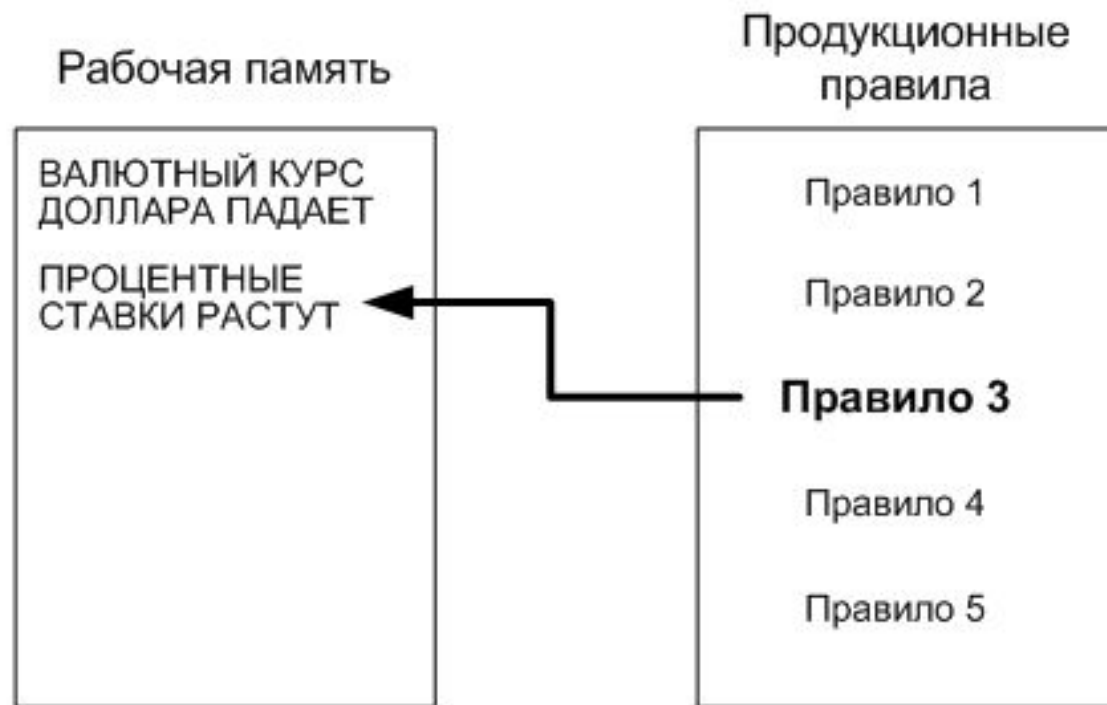 Рабочая память
ВАЛЮТНЫЙ КУРС
ДОЛЛАРА ПАДАЕТ
ПРОЦЕНТНЫЕ
СТАВКИ РАСТУТ
Продукционные
правила
Правило 1
Правило 2
Правило 3
Правило 4
Правило 5